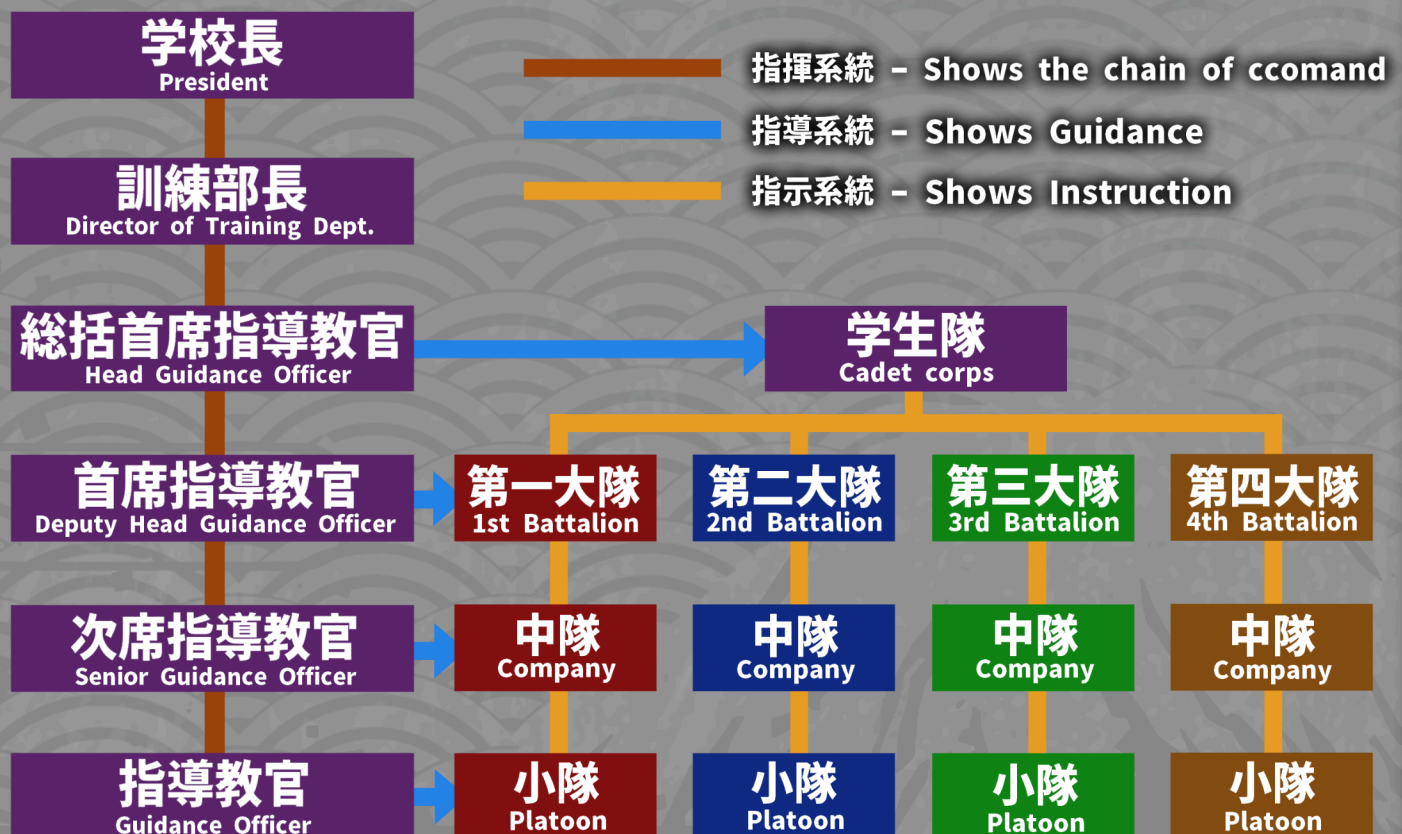 学校長
President
指揮系統 – Shows the chain of ccomand
指導系統 – Shows Guidance
指示系統 – Shows Instruction
訓練部長
Director of Training Dept.
総括首席指導教官
Head Guidance Officer
学生隊
Cadet corps
首席指導教官
Deputy Head Guidance Officer
第一大隊
1st Battalion
第二大隊
2nd Battalion
第三大隊
3rd Battalion
第四大隊
4th Battalion
次席指導教官
Senior Guidance Officer
中隊
Company
中隊
Company
中隊
Company
中隊
Company
指導教官
Guidance Officer
小隊
Platoon
小隊
Platoon
小隊
Platoon
小隊
Platoon